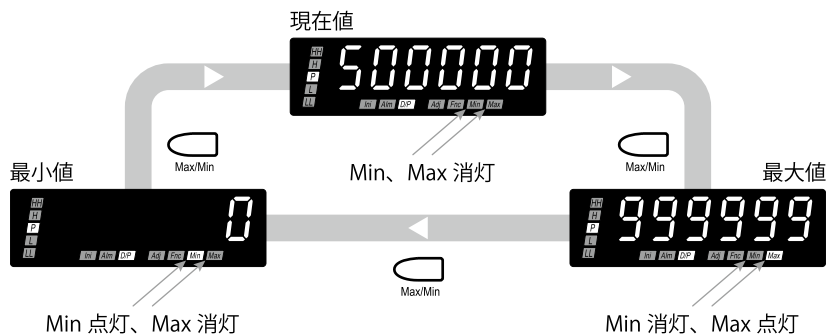 現在値
HH
H
P
L
LL
500000
Ini Alm D/P Adj Fnc Min Max
Max/Min
Min、Max 消灯
Max/Min
最小値
HH
H
P
L
LL
0
Ini Alm D/P Adj Fnc Min Max
Min 点灯、Max 消灯
Max/Min
最大値
HH
H
P
L
LL
999999
Ini Alm D/P Adj Fnc Min Max
Min 消灯、Max 点灯